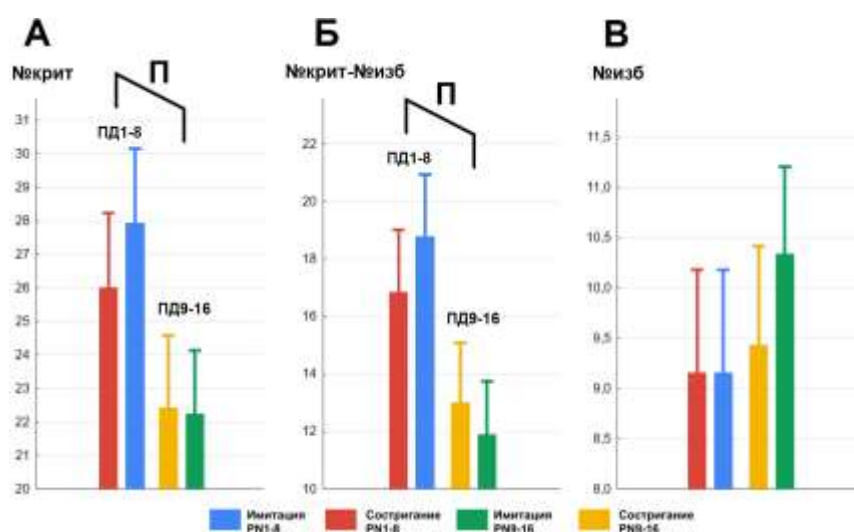 А
№крит
П
ПД1-8
ПД9-16
31
30
29
28
27
26
25
24
23
22
21
20
Б
№крит-№изб
П
ПД1-8
ПД9-16
22
20
18
16
14
12
10
В
№изб
11,5
11,0
10,5
10,0
9,5
9,0
8,5
8,0
Имитация
PN1-8
Состригание
PN1-8
Имитация
PN9-16
Состригание
PN9-16